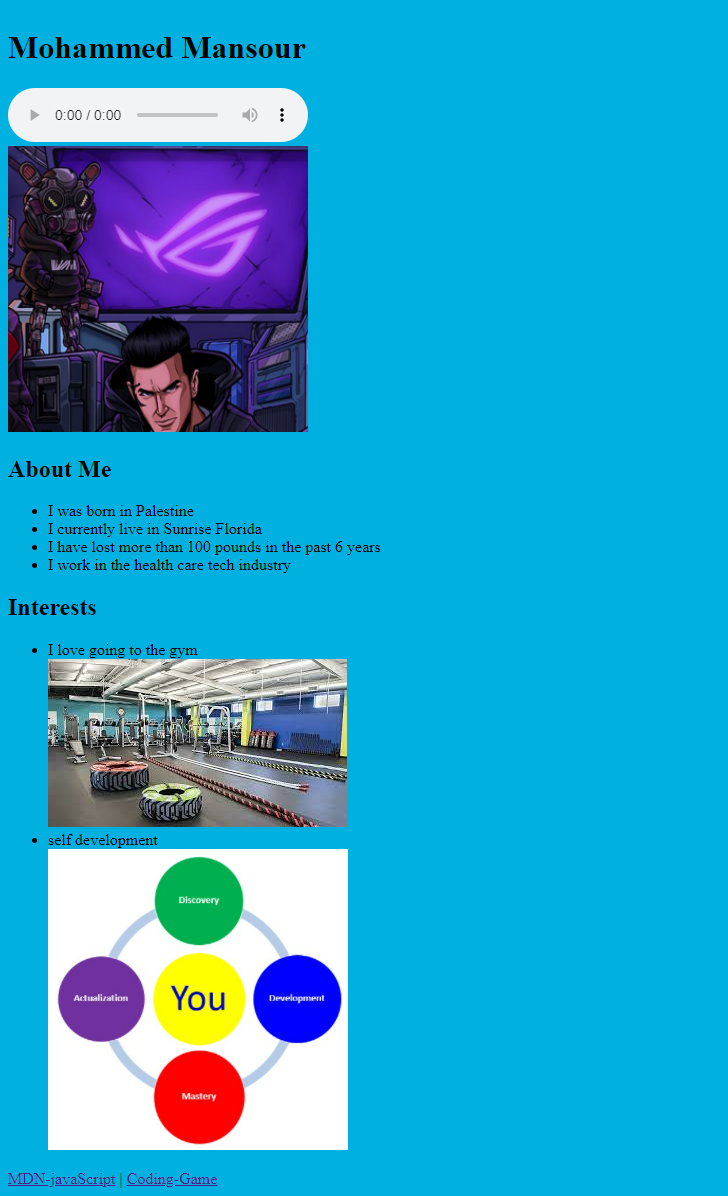 Mohammed Mansour
0:00 / 0:00
About Me
I was born in Palestine
I currently live in Sunrise Florida
I have lost more than 100 pounds in the past 6 years
I work in the health care tech industry
Interests
I love going to the gym
self development
Discovery
Actualization
You
Development
Mastery
MDN-javaScript | Coding-Game